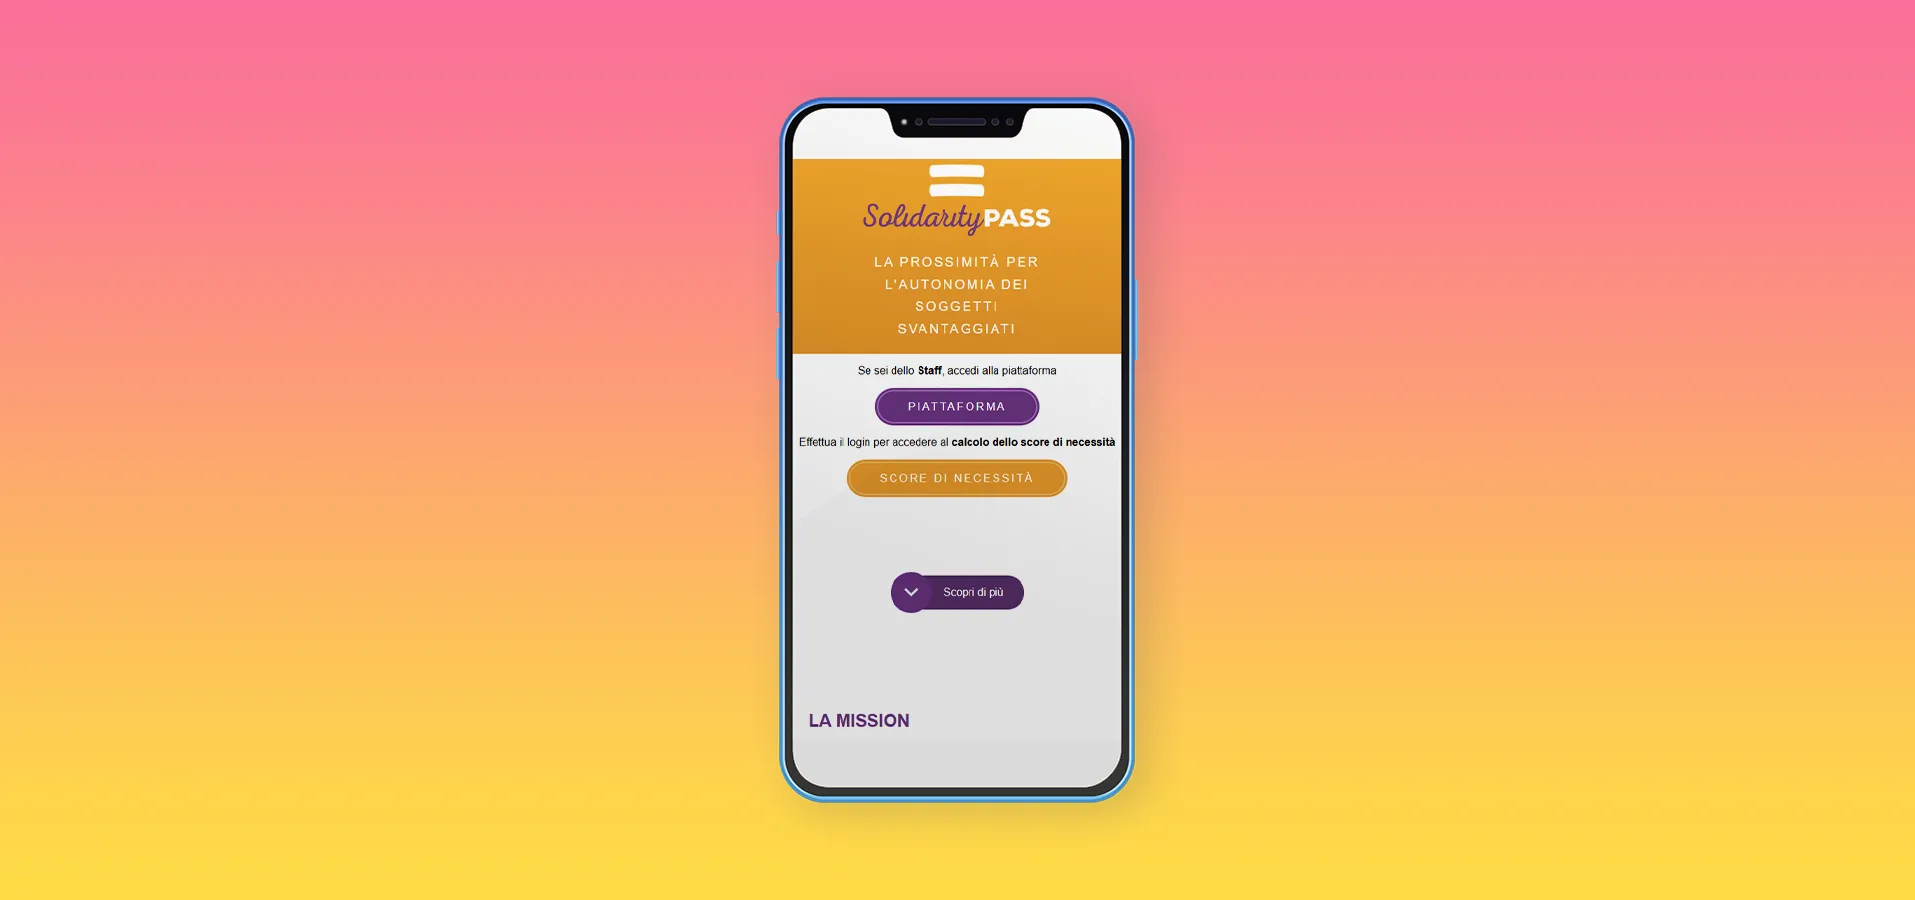 SolidarityPASS
LA PROSSIMITÀ PER
L'AUTONOMIA DEI
SOGGETTI
SVANTAGGIATI
Se sei dello Staff, accedi alla piattaforma
PIATTAFORMA
Effettua il login per accedere al calcolo dello score di necessità
SCORE DI NECESSITÀ
Scopri di più
LA MISSION